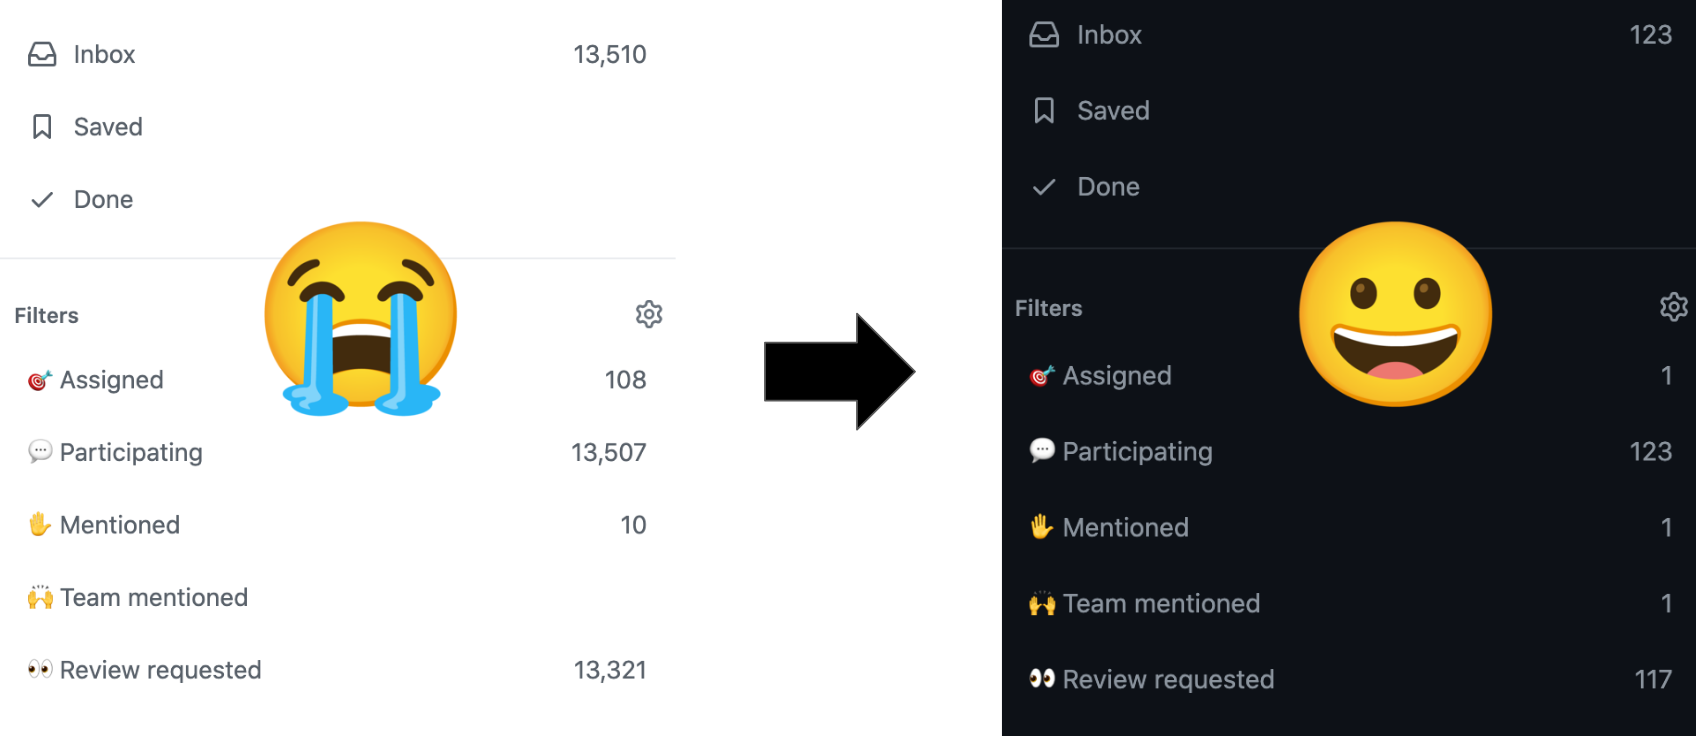 Inbox 13,510
Saved
Done
Filters
Assigned 108
Participating 13,507
Mentioned 10
Team mentioned
Review requested 13,321
Inbox 123
Saved
Done
Filters
Assigned 1
Participating 123
Mentioned 1
Team mentioned 1
Review requested 117